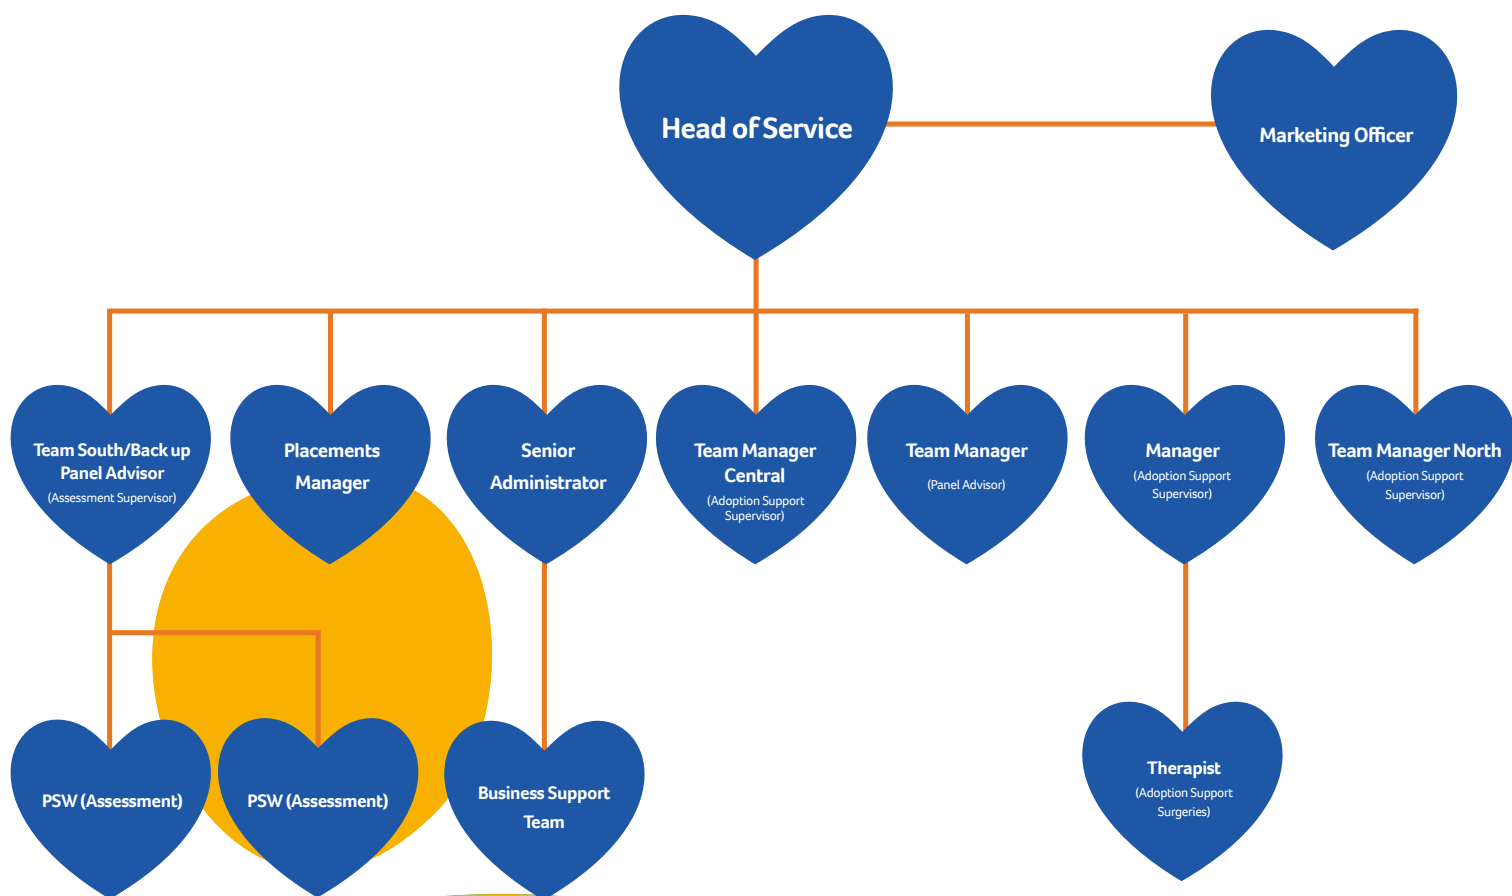 Head of Service
Marketing Officer
Team South/Back up
Panel Advisor
(Assessment Supervisor)
Placements
Manager
Senior
Administrator
Team Manager
Central
(Adoption Support
Supervisor)
Team Manager
(Panel Advisor)
Manager
(Adoption Support
Supervisor)
Team Manager North
(Adoption Support
Supervisor)
PSW (Assessment)
PSW (Assessment)
Business Support
Team
Therapist
(Adoption Support
Surgeries)